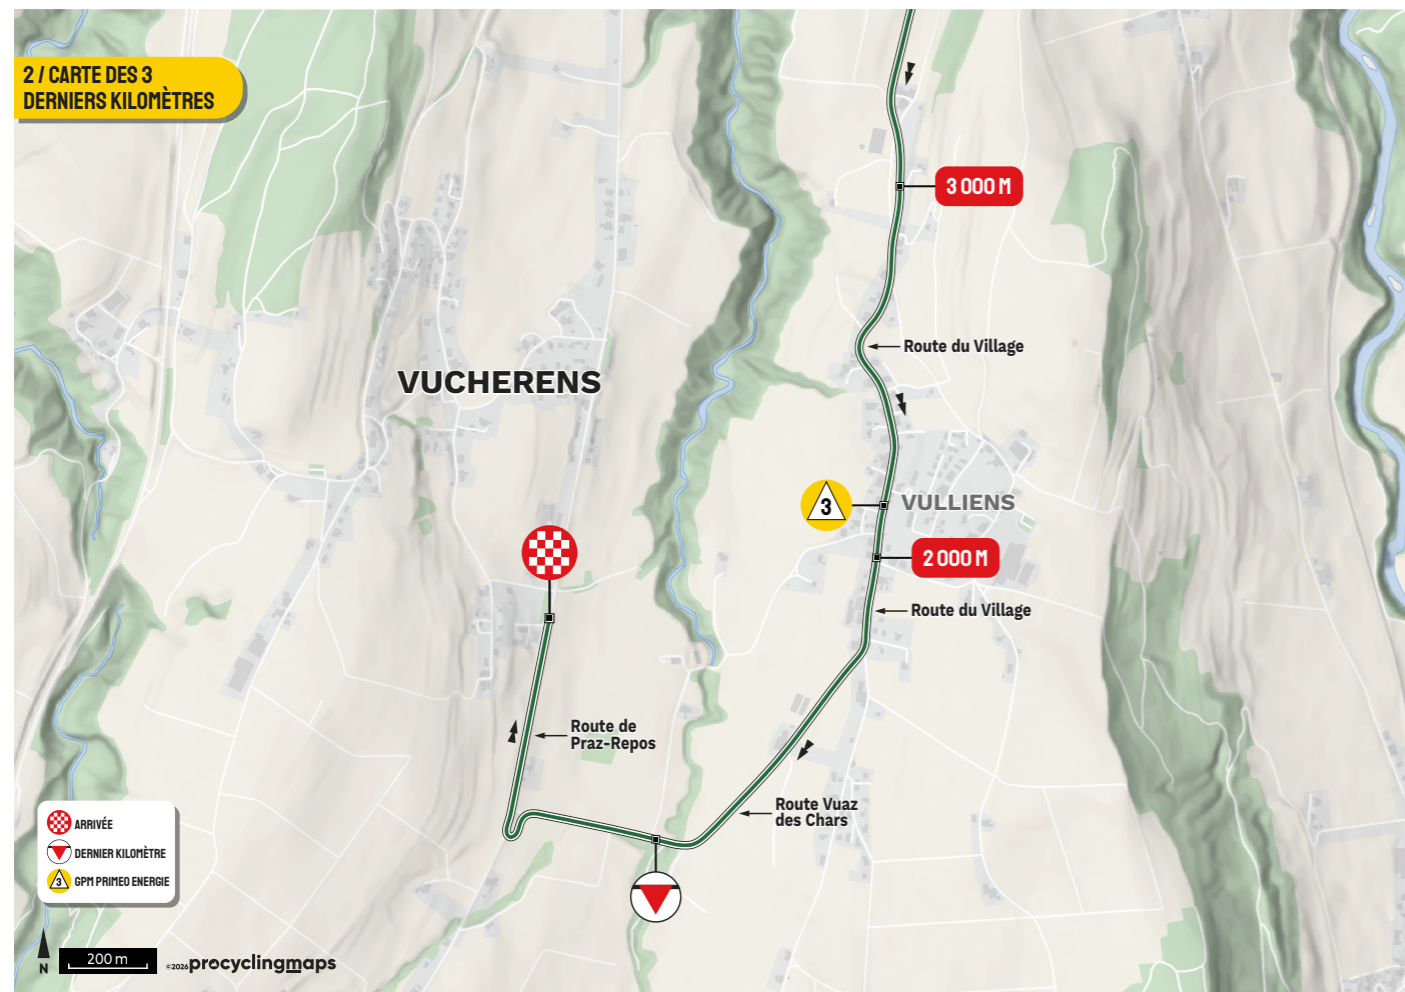 2 / CARTE DES 3
DERNIERS KILOMÈTRES
3 000 M
Route du Village
VUCHERENS
3
VULLIENS
2 000 M
Route du Village
Route de
Praz-Repos
Route Vuaz
des Chars
ARRIVÉE
DERNIER KILOMÈTRE
3 GPM PRIMEO ENERGIE
N
200 m
©2026 procyclingmaps